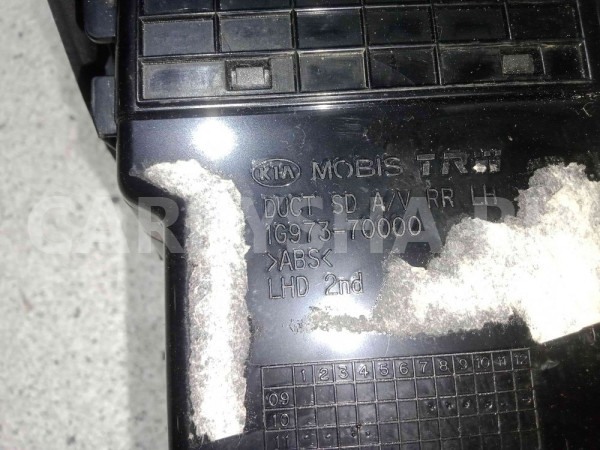 KIA MOBIS TRW
DUCT SD A/V RR LH
1G973-70000
>ABS<
LHD 2nd
1 2 3 4 5 6 7 8 9 10 11 12
09
10
11